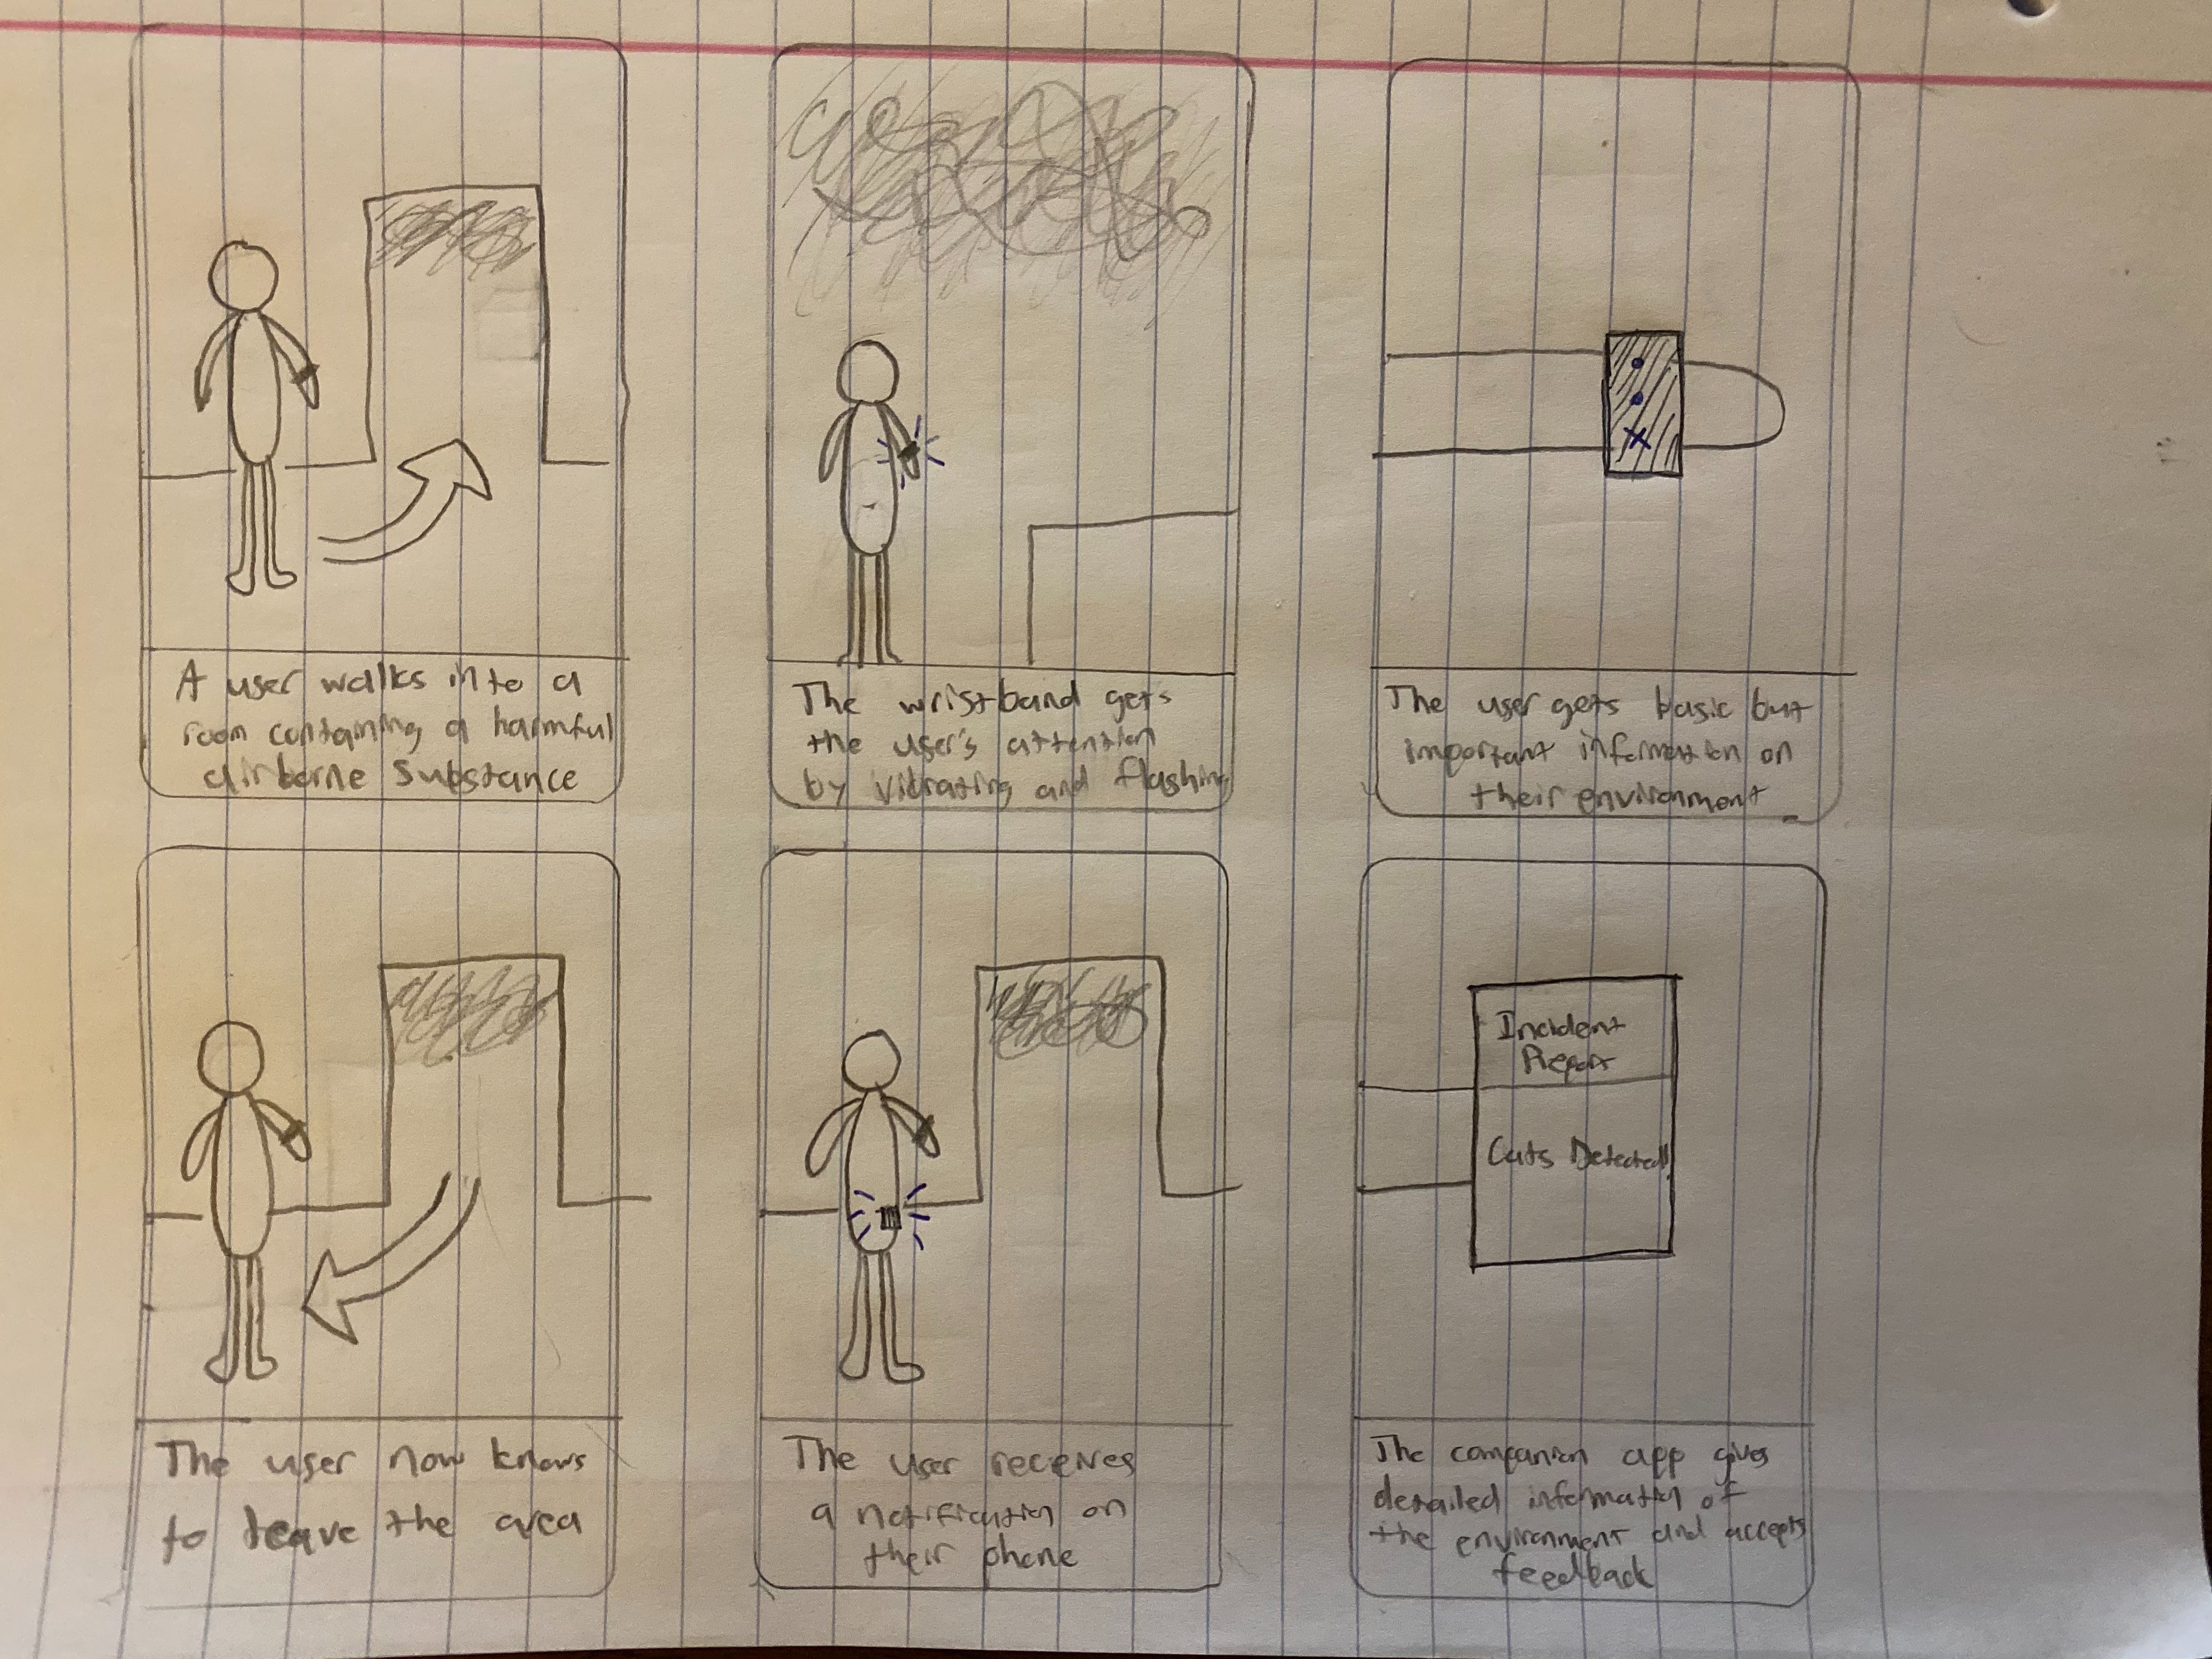 A user walks into a
room containing a harmful
airborne substance
The wristband gets
the user's attention
by vibrating and flashing
The user gets basic but
important information on
their environment
The user now knows
to leave the area
The user receives
a notification on
their phone
Incident
Report
Cats Detected!
The companion app gives
detailed information of
the environment and accepts
feedback